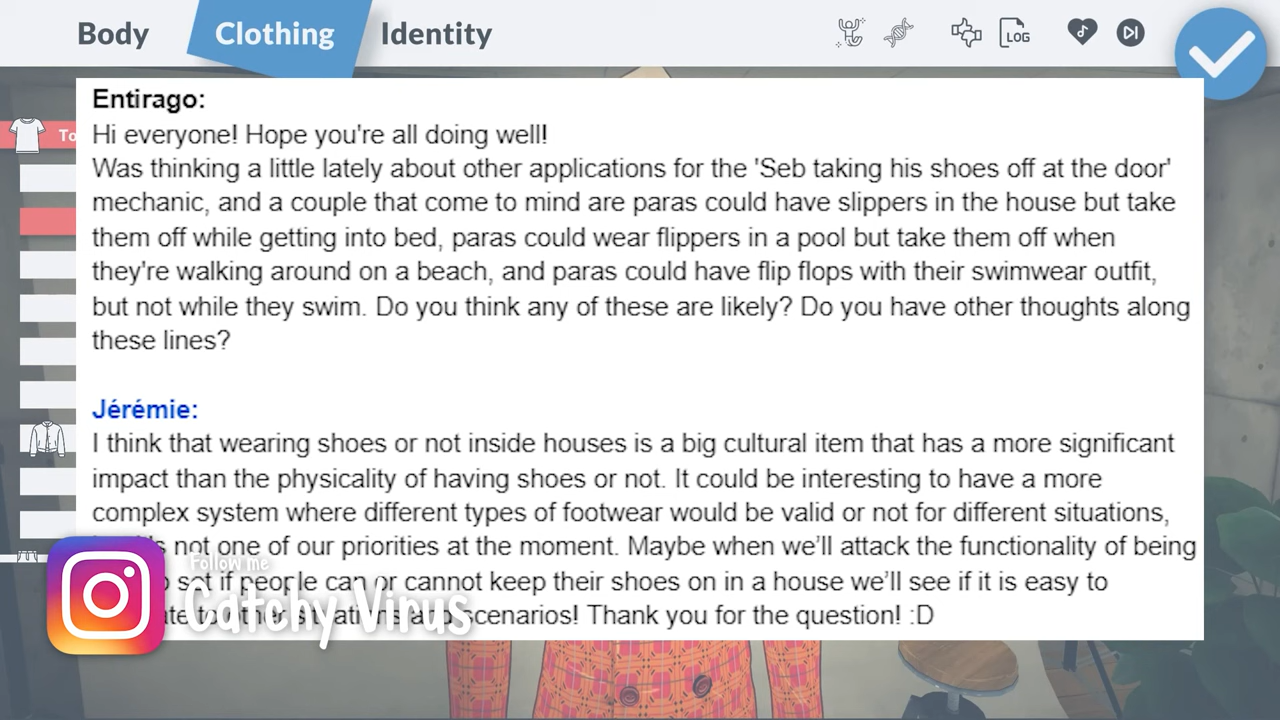 Body Clothing Identity
LOG
To
Entirago:
Hi everyone! Hope you're all doing well!
Was thinking a little lately about other applications for the 'Seb taking his shoes off at the door'
mechanic, and a couple that come to mind are paras could have slippers in the house but take
them off while getting into bed, paras could wear flippers in a pool but take them off when
they're walking around on a beach, and paras could have flip flops with their swimwear outfit,
but not while they swim. Do you think any of these are likely? Do you have other thoughts along
these lines?
Jérémie:
I think that wearing shoes or not inside houses is a big cultural item that has a more significant
impact than the physicality of having shoes or not. It could be interesting to have a more
complex system where different types of footwear would be valid or not for different situations,
not one of our priorities at the moment. Maybe when we’ll attack the functionality of being
set if people can or cannot keep their shoes on in a house we’ll see if it is easy to
to other situations and scenarios! Thank you for the question! :D
Follow me
Catchy Virus